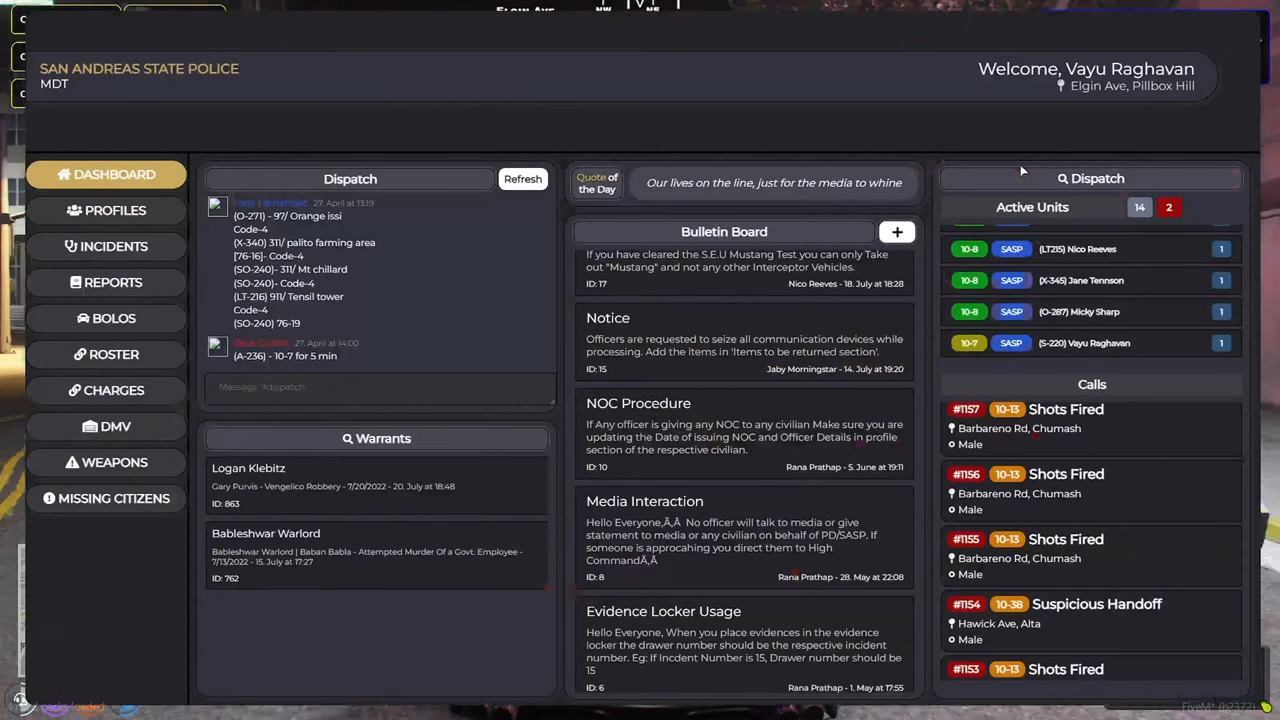 SAN ANDREAS STATE POLICE
MDT
Welcome, Vayu Raghavan
Elgin Ave, Pillbox Hill
DASHBOARD
PROFILES
INCIDENTS
REPORTS
BOLOS
ROSTER
CHARGES
DMV
WEAPONS
MISSING CITIZENS
Dispatch
Refresh
27. April at 13:19
(O-271) - 97/ Orange issi
Code-4
(X-340) 311/ palito farming area
[76-16]- Code-4
(SO-240)- 311/ Mt chillard
(SO-240)- Code-4
(LT-216) 911/ Tensil tower
Code-4
(SO-240) 76-19
27. April at 14:00
(A-236) - 10-7 for 5 min
Message #dispatch
Warrants
Logan Klebitz
Gary Purvis - Vengelico Robbery - 7/20/2022 - 20. July at 18:48
ID: 863
Bableshwar Warlord
Bableshwar Warlord | Baban Babla - Attempted Murder Of a Govt. Employee -
7/13/2022 - 15. July at 17:27
ID: 762
Quote of
the Day
Our lives on the line, just for the media to whine
Bulletin Board
+
If you have cleared the S.E.U Mustang Test you can only Take
out "Mustang" and not any other Interceptor Vehicles.
ID: 17
Nico Reeves - 18. July at 18:28
Notice
Officers are requested to seize all communication devices while
processing. Add the items in 'Items to be returned section'.
ID: 15
Jaby Morningstar - 14. July at 19:20
NOC Procedure
If Any officer is giving any NOC to any civilian Make sure you are
updating the Date of issuing NOC and Officer Details in profile
section of the respective civilian.
ID: 10
Rana Prathap - 5. June at 19:11
Media Interaction
Hello Everyone,Ã,Â  No officer will talk to media or give
statement to media or any civilian on behalf of PD/SASP. If
someone is approcahing you direct them to High
CommandÃ,Â
ID: 8
Rana Prathap - 28. May at 22:08
Evidence Locker Usage
Hello Everyone, When you place evidences in the evidence
locker the drawer number should be the respective incident
number. Eg: If Incdent Number is 15, Drawer number should be
15
ID: 6
Rana Prathap - 1. May at 17:55
Dispatch
Active Units
14
2
10-8 SASP (LT215) Nico Reeves 1
10-8 SASP (X-345) Jane Tennson 1
10-8 SASP (O-287) Micky Sharp 1
10-7 SASP (S-220) Vayu Raghavan 1
Calls
#1157 10-13 Shots Fired
Barbareno Rd, Chumash
Male
#1156 10-13 Shots Fired
Barbareno Rd, Chumash
Male
#1155 10-13 Shots Fired
Barbareno Rd, Chumash
Male
#1154 10-38 Suspicious Handoff
Hawick Ave, Alta
Male
#1153 10-13 Shots Fired